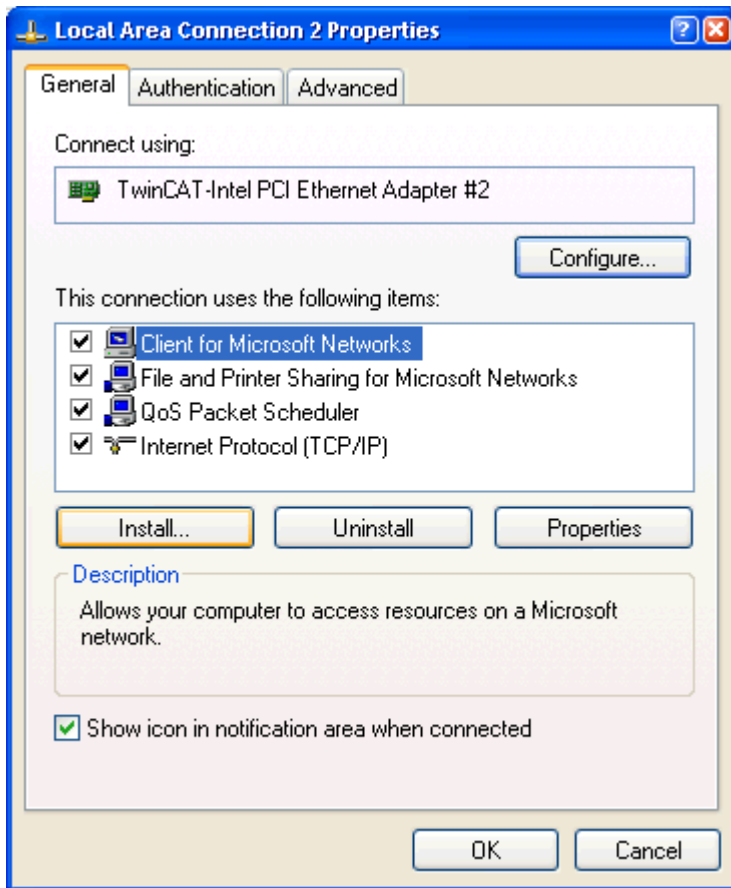 Local Area Connection 2 Properties
General Authentication Advanced
Connect using:
TwinCAT-Intel PCI Ethernet Adapter #2
Configure...
This connection uses the following items:
Client for Microsoft Networks
File and Printer Sharing for Microsoft Networks
QoS Packet Scheduler
Internet Protocol (TCP/IP)
Install... Uninstall Properties
Description
Allows your computer to access resources on a Microsoft
network.
Show icon in notification area when connected
OK Cancel